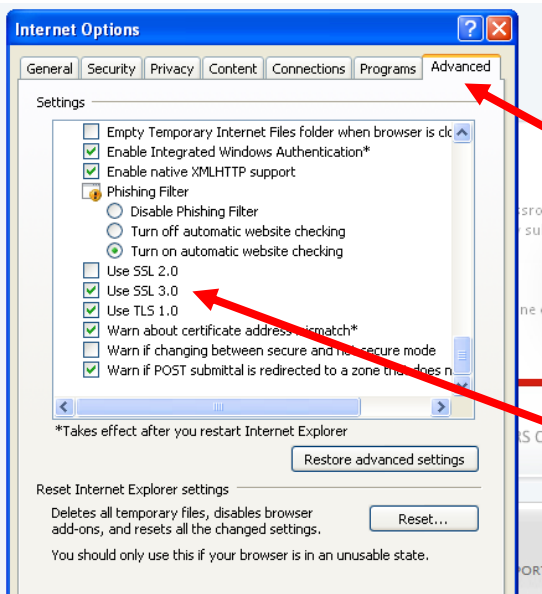 Internet Options
General Security Privacy Content Connections Programs Advanced
Settings
Empty Temporary Internet Files folder when browser is clo
Enable Integrated Windows Authentication*
Enable native XMLHTTP support
Phishing Filter
Disable Phishing Filter
Turn off automatic website checking
Turn on automatic website checking
Use SSL 2.0
Use SSL 3.0
Use TLS 1.0
Warn about certificate address mismatch*
Warn if changing between secure and not secure mode
Warn if POST submittal is redirected to a zone that does n
*Takes effect after you restart Internet Explorer
Restore advanced settings
Reset Internet Explorer settings
Deletes all temporary files, disables browser
add-ons, and resets all the changed settings.
Reset...
You should only use this if your browser is in an unusable state.